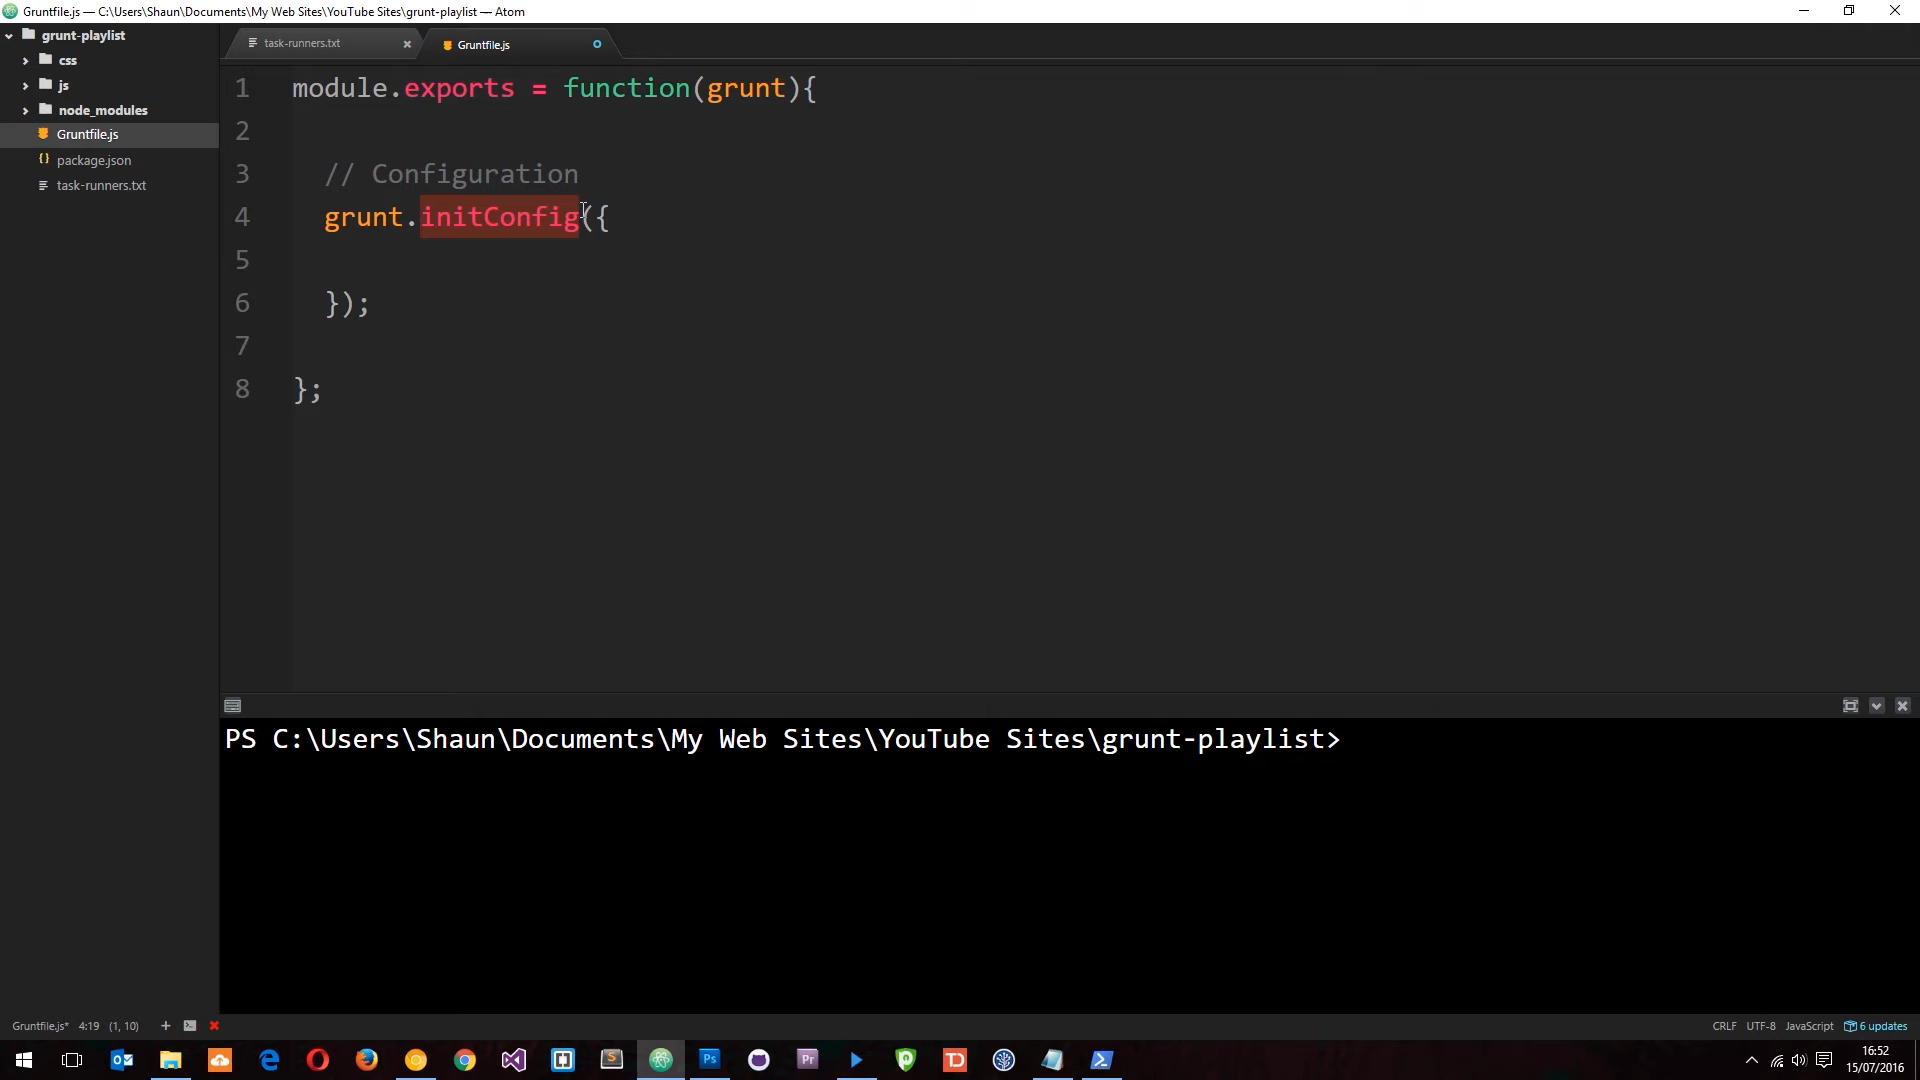 Gruntfile.js — C:\Users\Shaun\Documents\My Web Sites\YouTube Sites\grunt-playlist — Atom
grunt-playlist
css
js
node_modules
Gruntfile.js
package.json
task-runners.txt
task-runners.txt
Gruntfile.js
1 module.exports = function(grunt){
2
3 // Configuration
4 grunt.initConfig({
5
6 });
7
8 };
PS C:\Users\Shaun\Documents\My Web Sites\YouTube Sites\grunt-playlist>
Gruntfile.js* 4:19 (1, 10)
CRLF UTF-8 JavaScript 6 updates
Ps Pr TD
16:52
15/07/2016